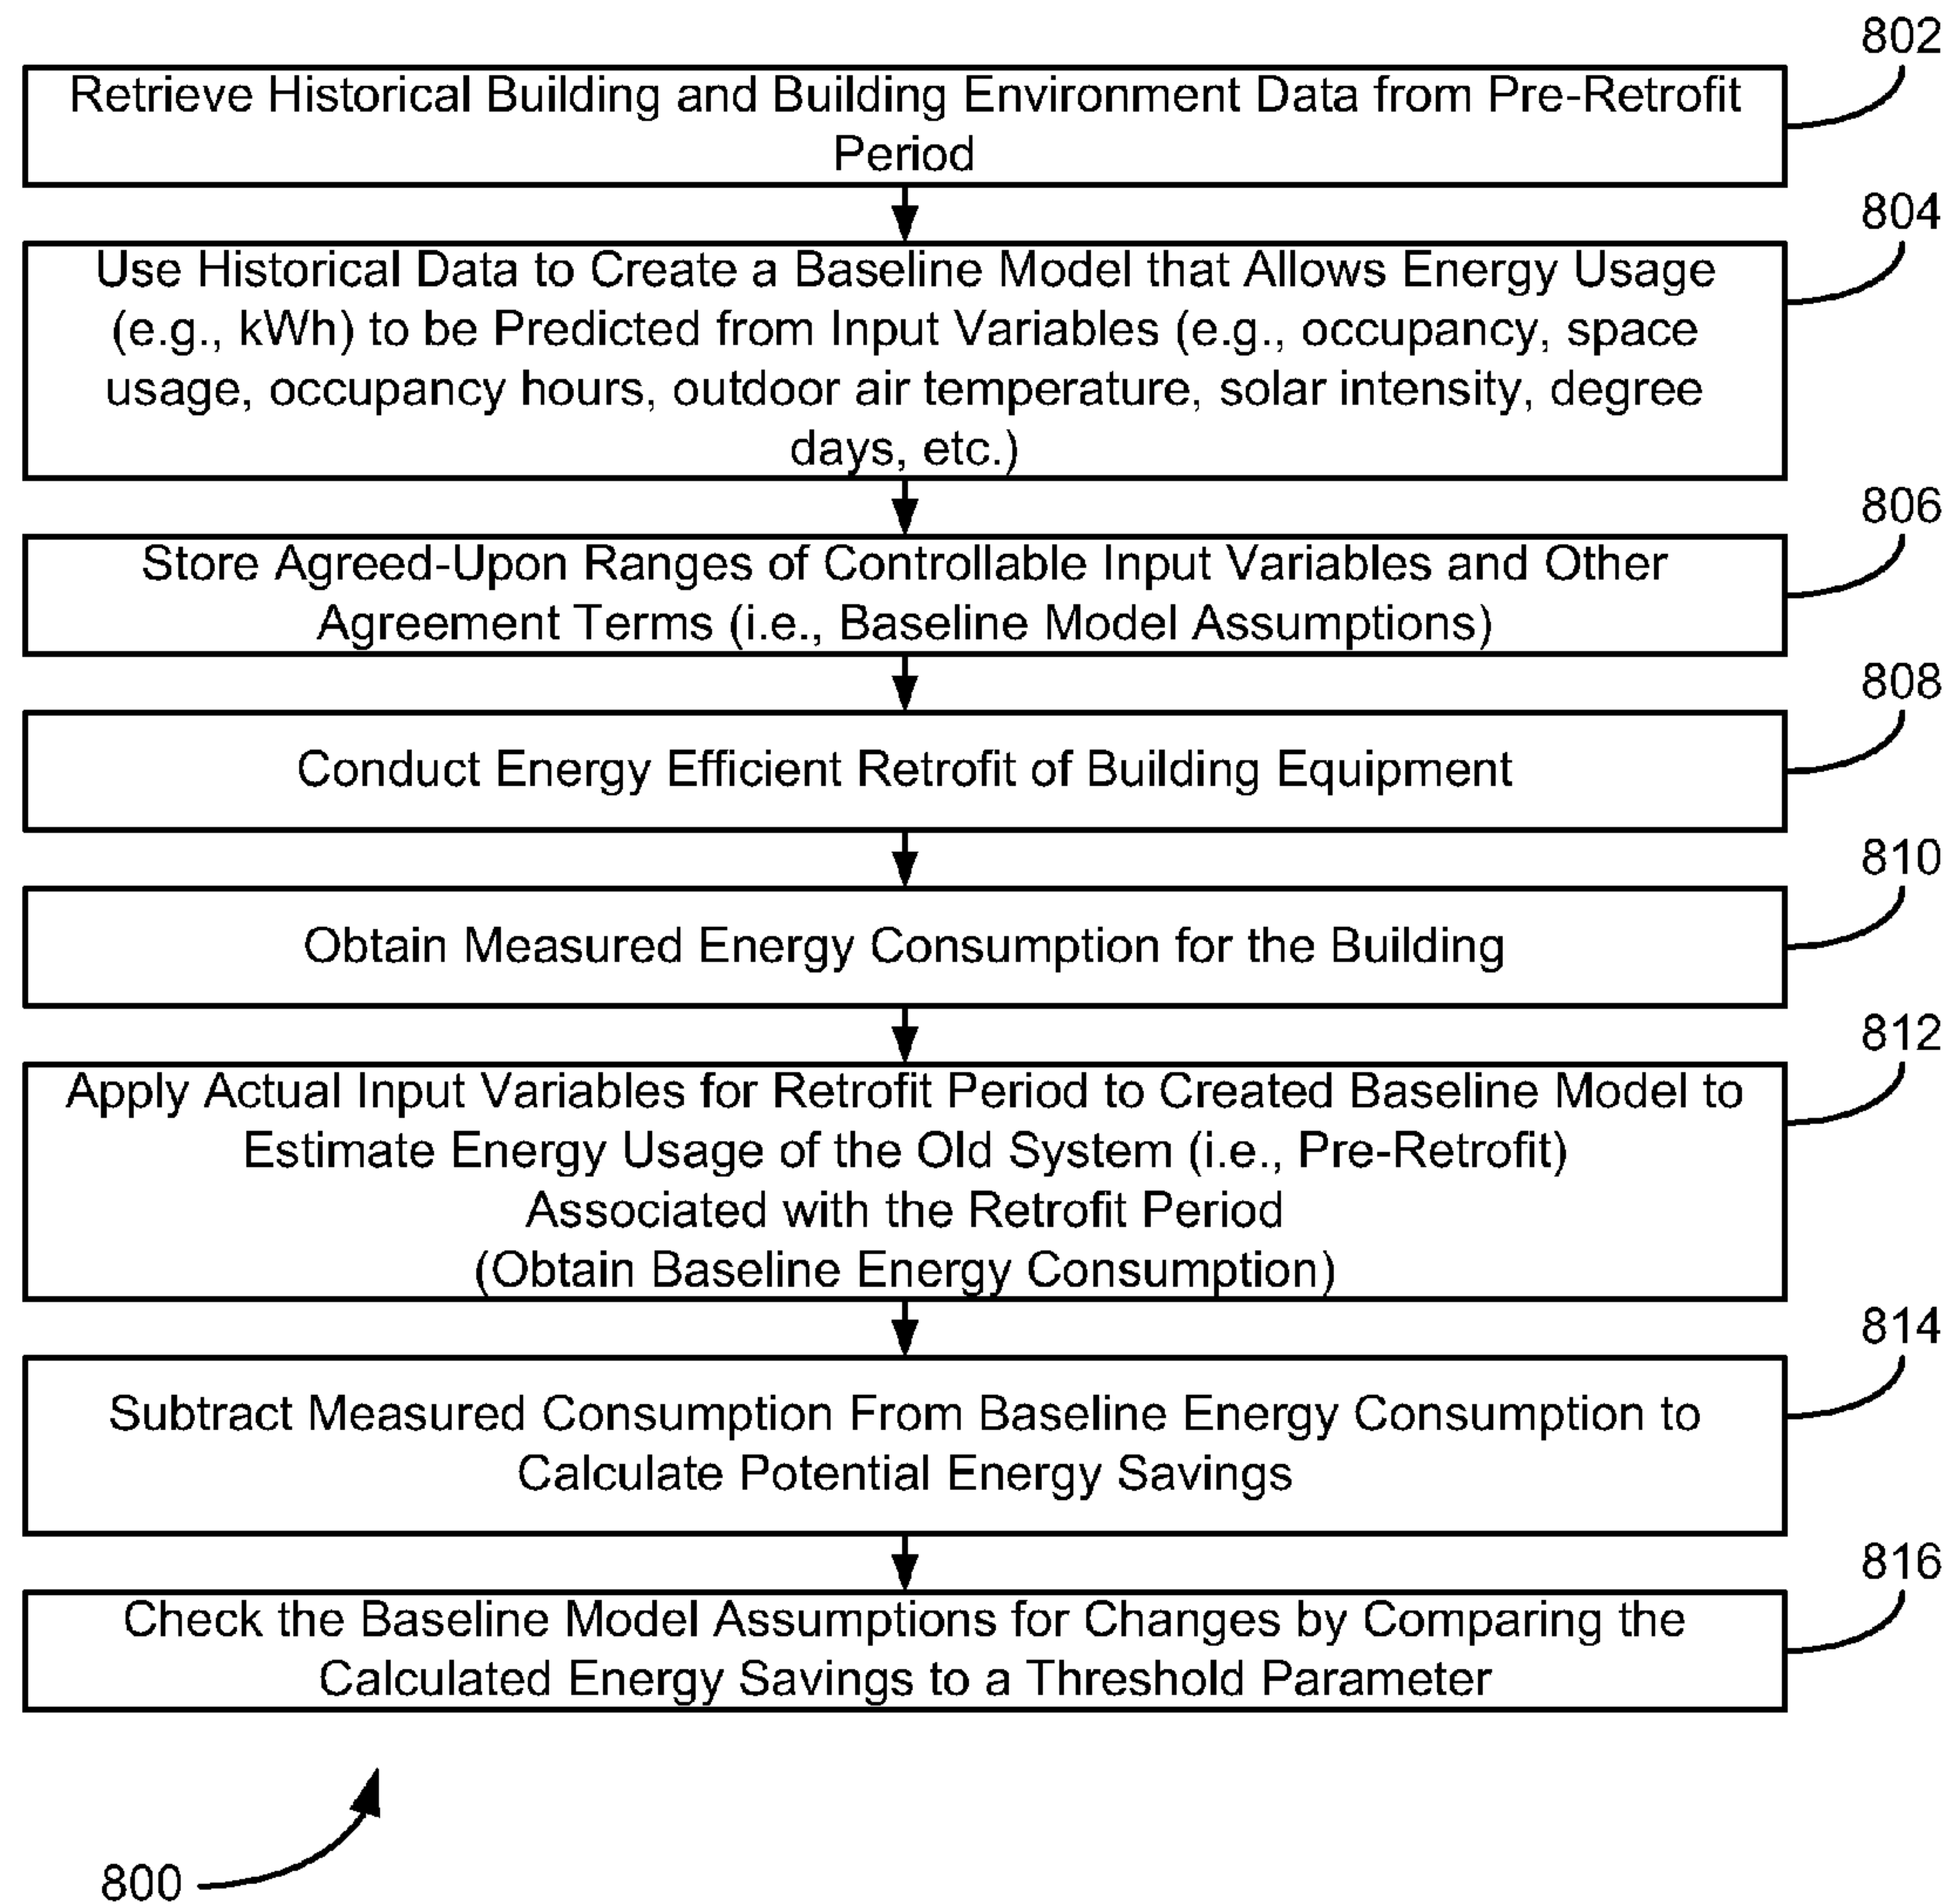 802
Retrieve Historical Building and Building Environment Data from Pre-Retrofit
Period
804
Use Historical Data to Create a Baseline Model that Allows Energy Usage
(e.g., kWh) to be Predicted from Input Variables (e.g., occupancy, space
usage, occupancy hours, outdoor air temperature, solar intensity, degree
days, etc.)
806
Store Agreed-Upon Ranges of Controllable Input Variables and Other
Agreement Terms (i.e., Baseline Model Assumptions)
808
Conduct Energy Efficient Retrofit of Building Equipment
810
Obtain Measured Energy Consumption for the Building
812
Apply Actual Input Variables for Retrofit Period to Created Baseline Model to
Estimate Energy Usage of the Old System (i.e., Pre-Retrofit)
Associated with the Retrofit Period
(Obtain Baseline Energy Consumption)
814
Subtract Measured Consumption From Baseline Energy Consumption to
Calculate Potential Energy Savings
816
Check the Baseline Model Assumptions for Changes by Comparing the
Calculated Energy Savings to a Threshold Parameter
800